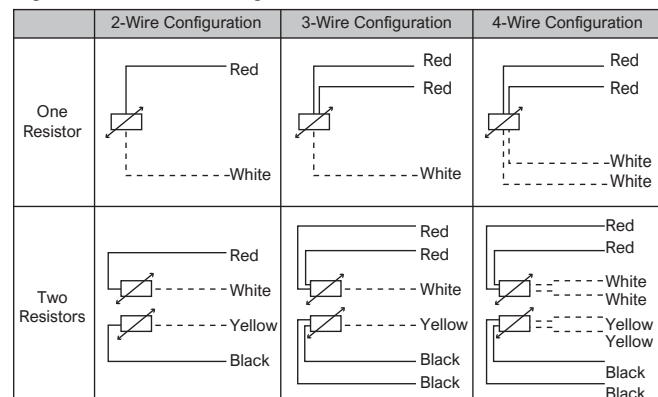 2-Wire Configuration 3-Wire Configuration 4-Wire Configuration
One
Resistor
Red
White
Red
Red
White
Red
Red
White
White
Two
Resistors
Red
White
Yellow
Black
Red
Red
White
Yellow
Black
Black
Red
Red
White
White
Yellow
Yellow
Black
Black